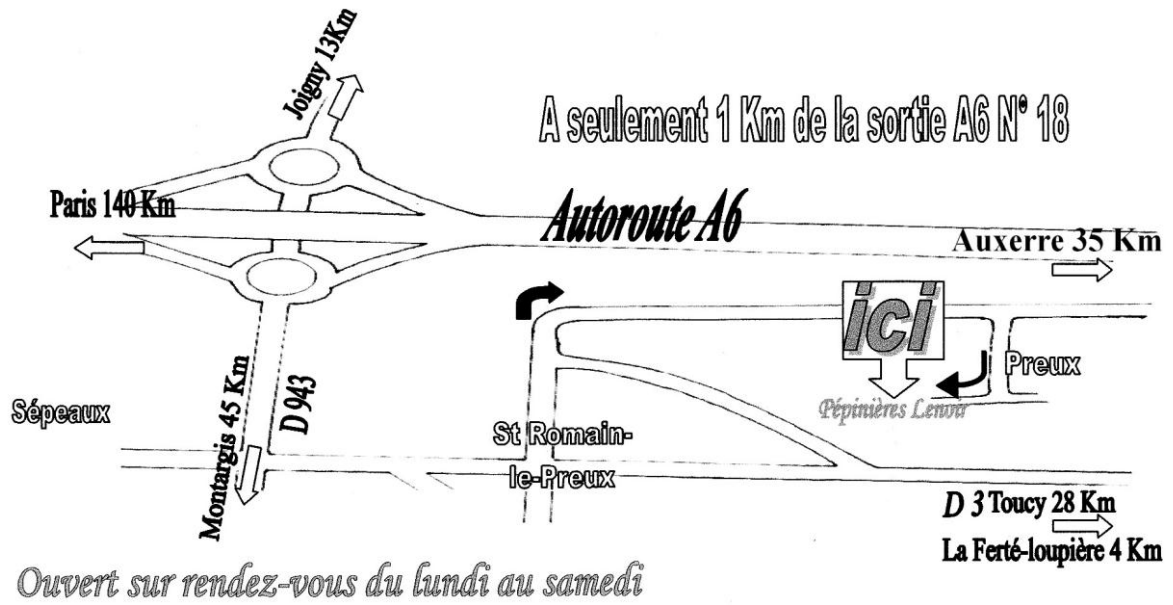 Joigny 13Km
A seulement 1 Km de la sortie A6 N° 18
Paris 140 Km
Autoroute A6
Auxerre 35 Km
ici
Preux
Pépinières Lenoir
Sépeaux
Montargis 45 Km
D 943
St Romain-
le-Preux
D 3 Toucy 28 Km
La Ferté-loupière 4 Km
Ouvert sur rendez-vous du lundi au samedi